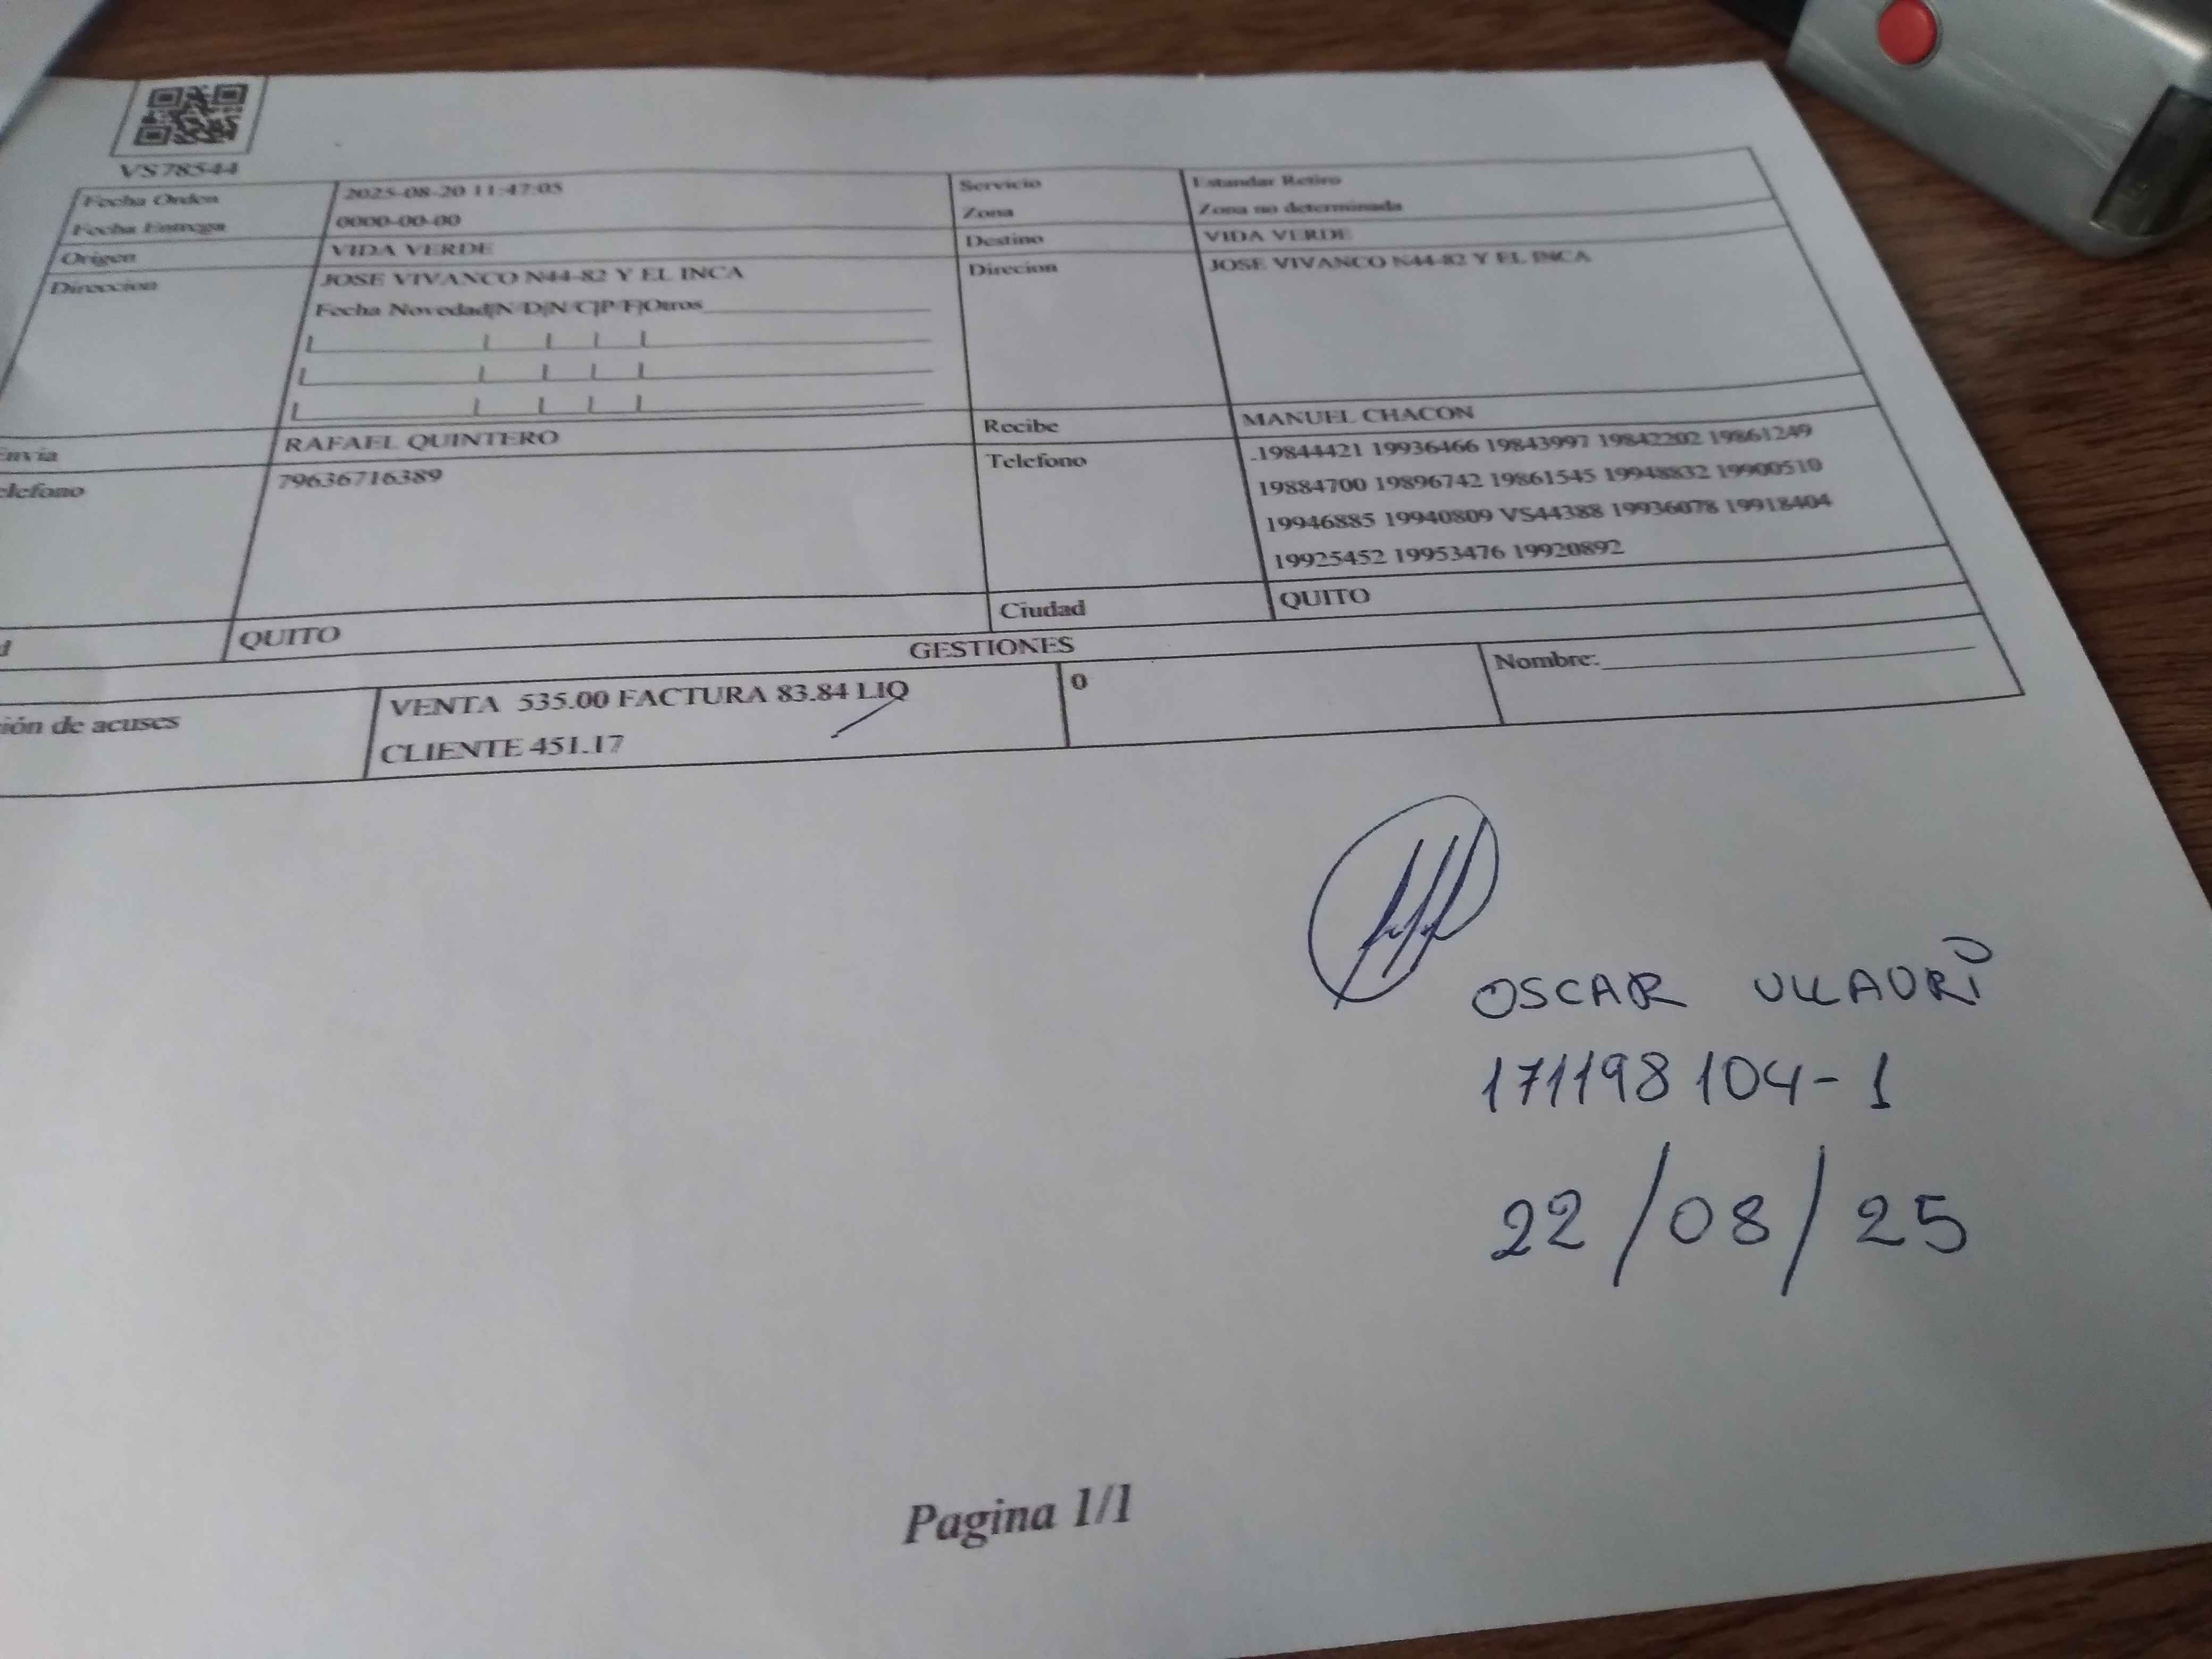 VS78544
Fecha Orden 2025-08-20 11:47:05 Servicio Estandar Retiro
Fecha Entrega 0000-00-00 Zona Zona no determinada
Origen VIDA VERDE Destino VIDA VERDE
Direccion JOSE VIVANCO N44-82 Y EL INCA Direcion JOSE VIVANCO N44-82 Y EL INCA
Fecha Novedad|N/D|N/C|P/F|Otros
Envia RAFAEL QUINTERO Recibe MANUEL CHACON
elefono 79636716389 Telefono .19844421 19936466 19843997 19842202 19861249
19884700 19896742 19861545 19948832 19900510
19946885 19940809 VS44388 19936078 19918404
19925452 19953476 19920892
d QUITO Ciudad QUITO
GESTIONES
ión de acuses VENTA 535.00 FACTURA 83.84 LIQ 0 Nombre:
CLIENTE 451.17
OSCAR ULLAURI
171198104-1
22/08/25
Pagina 1/1